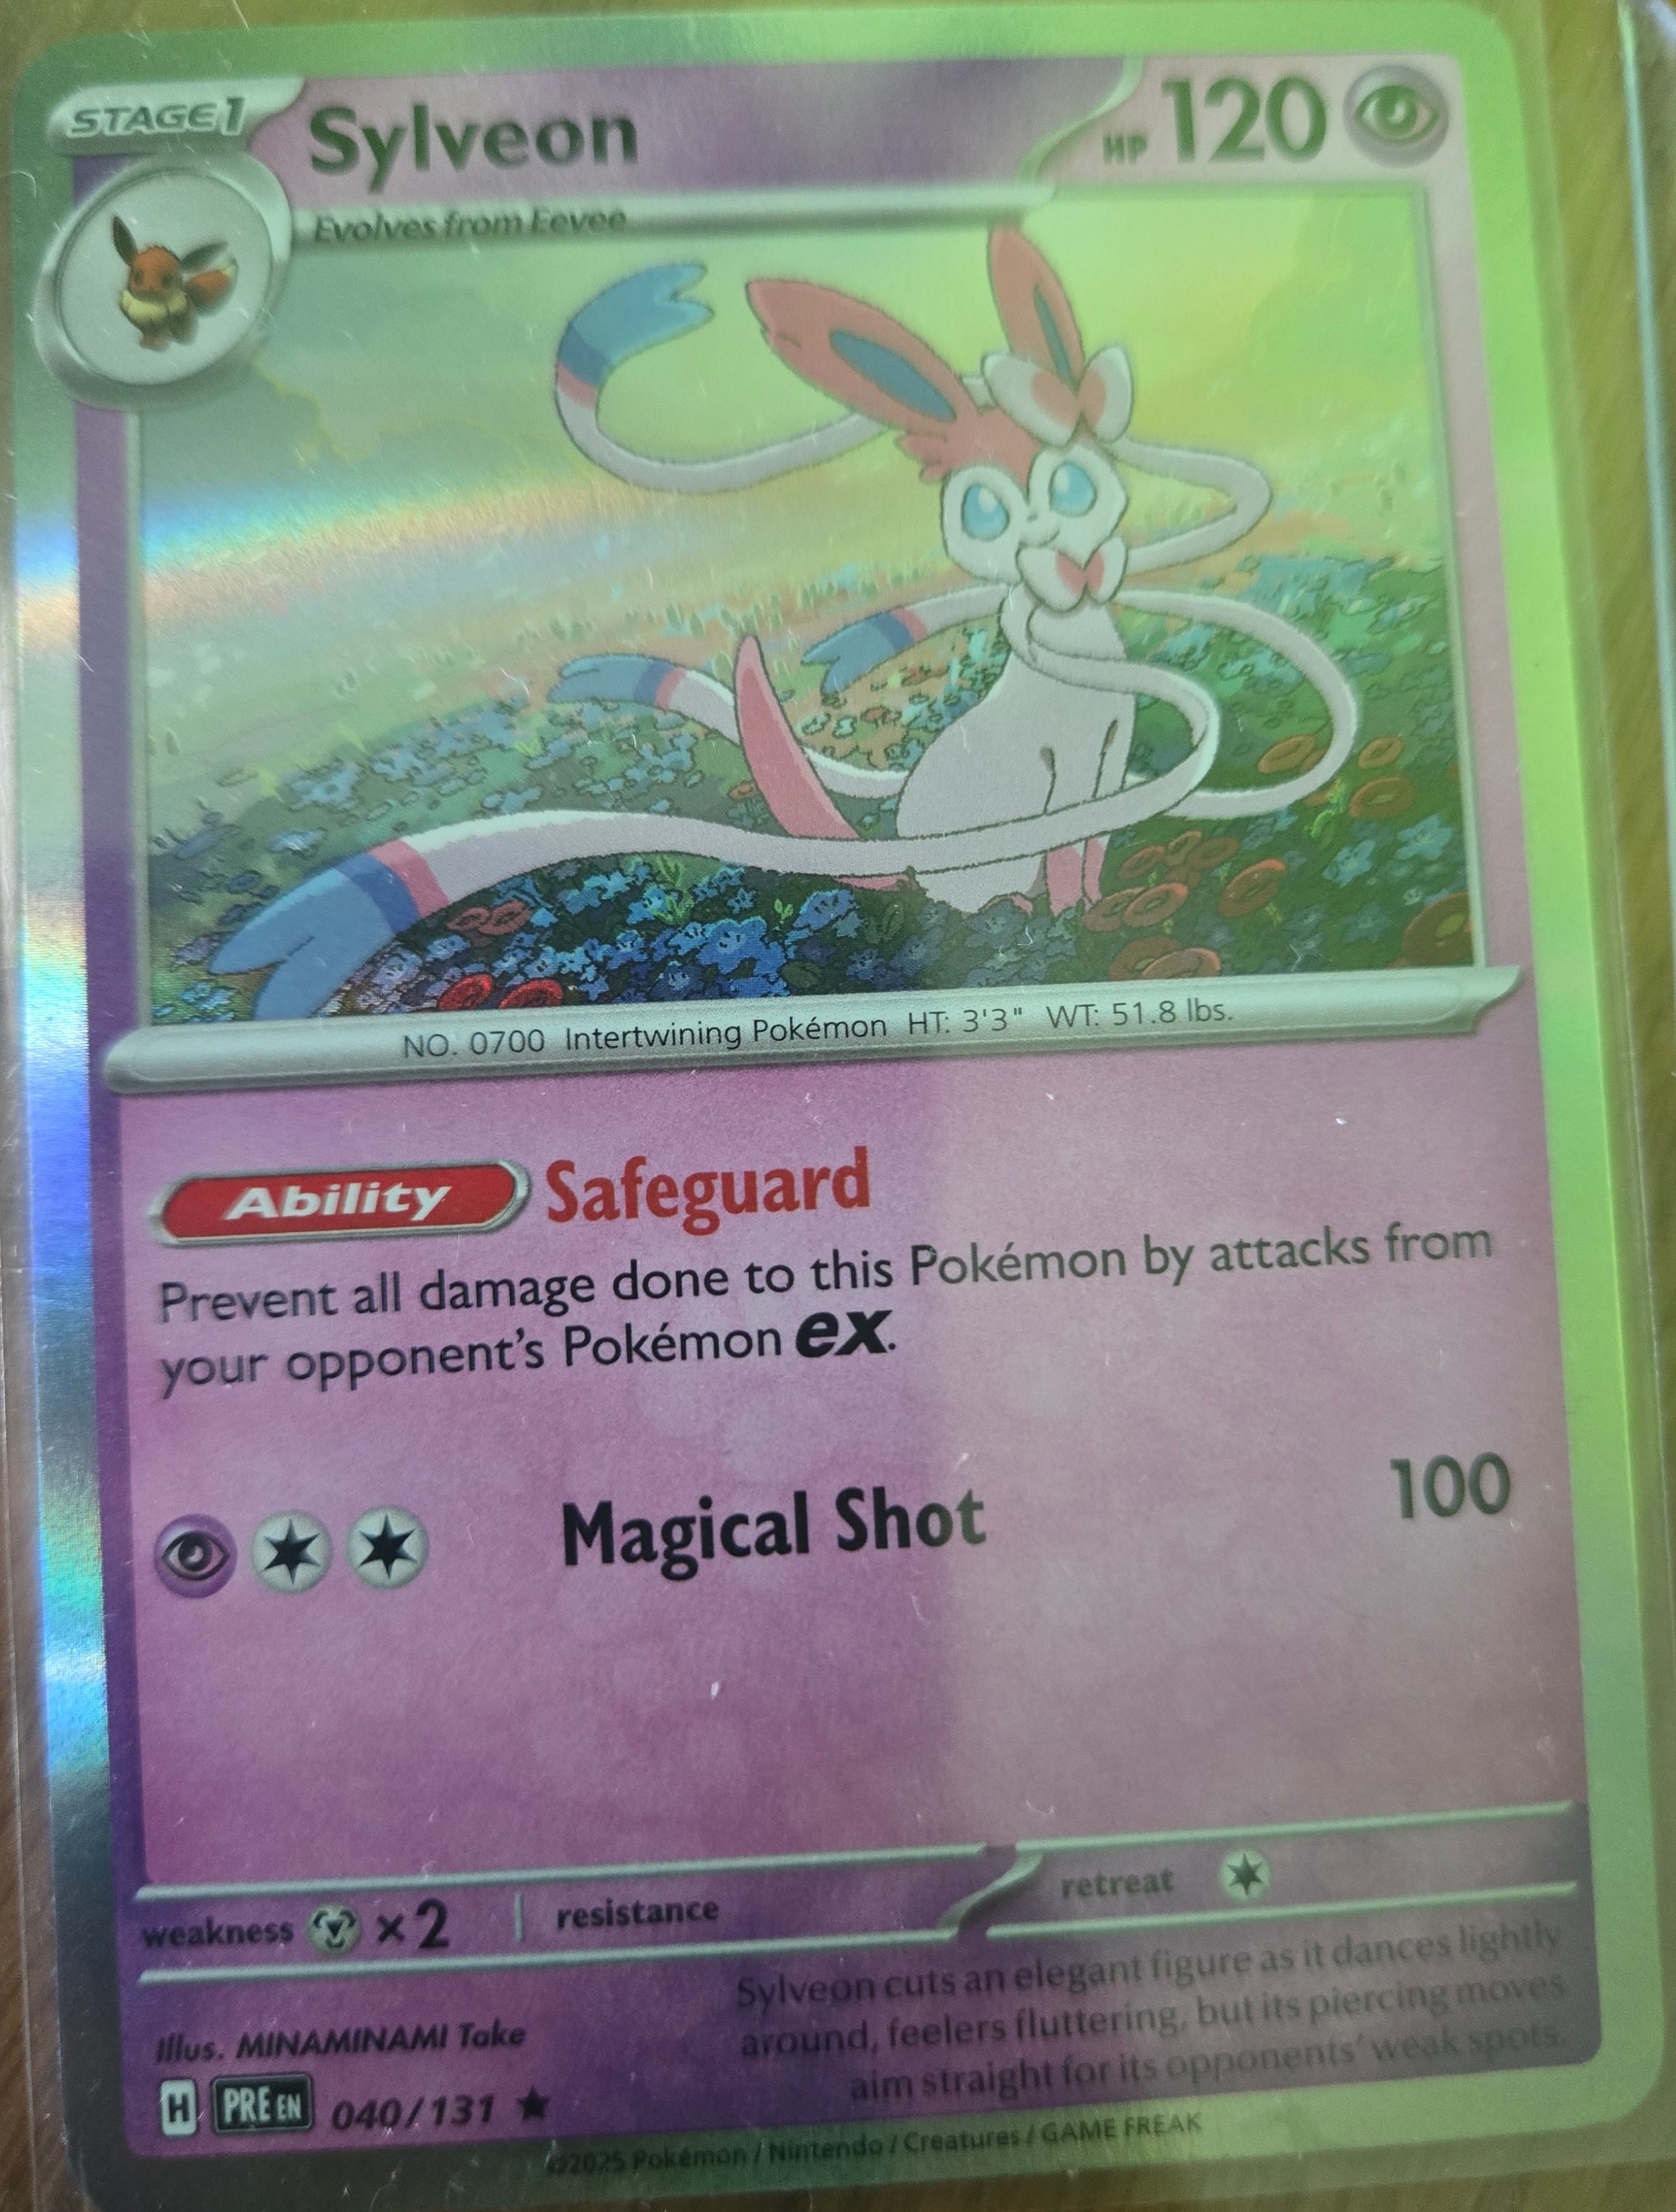 STAGE1 Sylveon HP 120
Evolves from Eevee
NO. 0700 Intertwining Pokémon HT: 3'3" WT: 51.8 lbs.
Ability Safeguard
Prevent all damage done to this Pokémon by attacks from
your opponent's Pokémon ex.
Magical Shot 100
weakness ×2 resistance retreat
Sylveon cuts an elegant figure as it dances lightly
around, feelers fluttering, but its piercing moves
aim straight for its opponents' weak spots.
Illus. MINAMINAMI Take
H PRE EN 040/131
©2025 Pokémon / Nintendo / Creatures / GAME FREAK